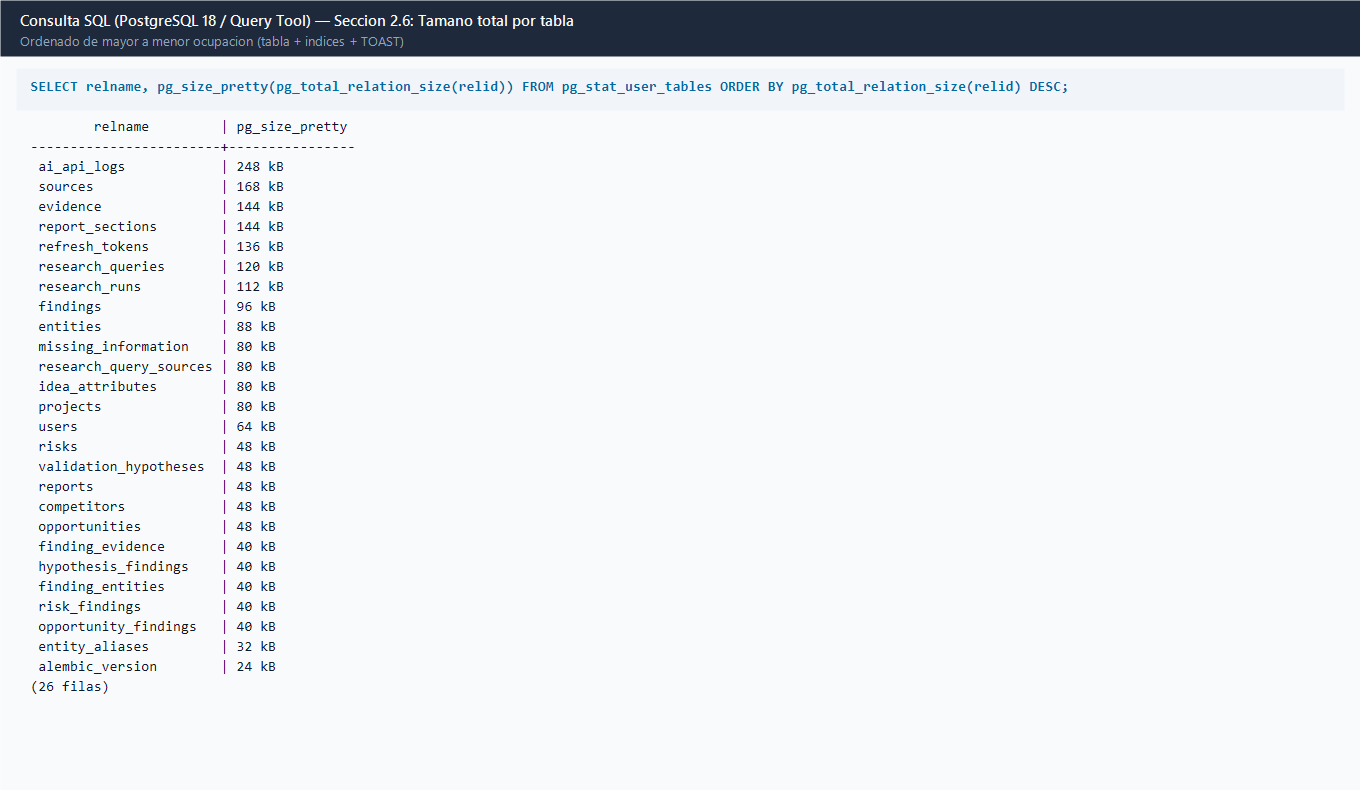 Consulta SQL (PostgreSQL 18 / Query Tool) — Seccion 2.6: Tamano total por tabla
Ordenado de mayor a menor ocupacion (tabla + indices + TOAST)
SELECT relname, pg_size_pretty(pg_total_relation_size(relid)) FROM pg_stat_user_tables ORDER BY pg_total_relation_size(relid) DESC;
        relname         | pg_size_pretty
------------------------+----------------
 ai_api_logs            | 248 kB
 sources                | 168 kB
 evidence               | 144 kB
 report_sections        | 144 kB
 refresh_tokens         | 136 kB
 research_queries       | 120 kB
 research_runs          | 112 kB
 findings               | 96 kB
 entities               | 88 kB
 missing_information    | 80 kB
 research_query_sources | 80 kB
 idea_attributes        | 80 kB
 projects               | 80 kB
 users                  | 64 kB
 risks                  | 48 kB
 validation_hypotheses  | 48 kB
 reports                | 48 kB
 competitors            | 48 kB
 opportunities          | 48 kB
 finding_evidence       | 40 kB
 hypothesis_findings    | 40 kB
 finding_entities       | 40 kB
 risk_findings          | 40 kB
 opportunity_findings   | 40 kB
 entity_aliases         | 32 kB
 alembic_version        | 24 kB
(26 filas)